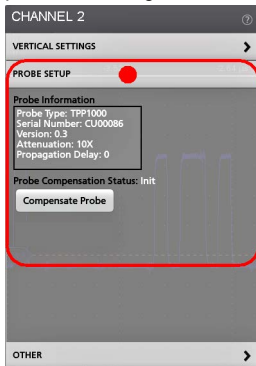 CHANNEL 2
VERTICAL SETTINGS
PROBE SETUP
Probe Information
Probe Type: TPP1000
Serial Number: CU00086
Version: 0.3
Attenuation: 10X
Propagation Delay: 0
Probe Compensation Status: Init
Compensate Probe
OTHER